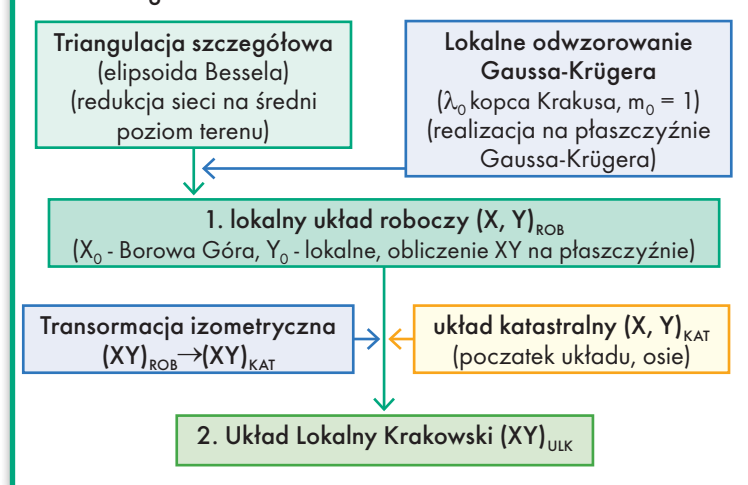 Triangulacja szczegółowa
(elipsoida Bessela)
(redukcja sieci na średni
poziom terenu)
Lokalne odwzorowanie
Gaussa-Krügera
(λ₀ kopca Krakusa, m₀ = 1)
(realizacja na płaszczyźnie
Gaussa-Krügera)
1. lokalny układ roboczy (X, Y)ROB
(X₀ - Borowa Góra, Y₀ - lokalne, obliczenie XY na płaszczyźnie)
Transormacja izometryczna
(XY)ROB→(XY)KAT
układ katastralny (X, Y)KAT
(poczatek układu, osie)
2. Układ Lokalny Krakowski (XY)ULK